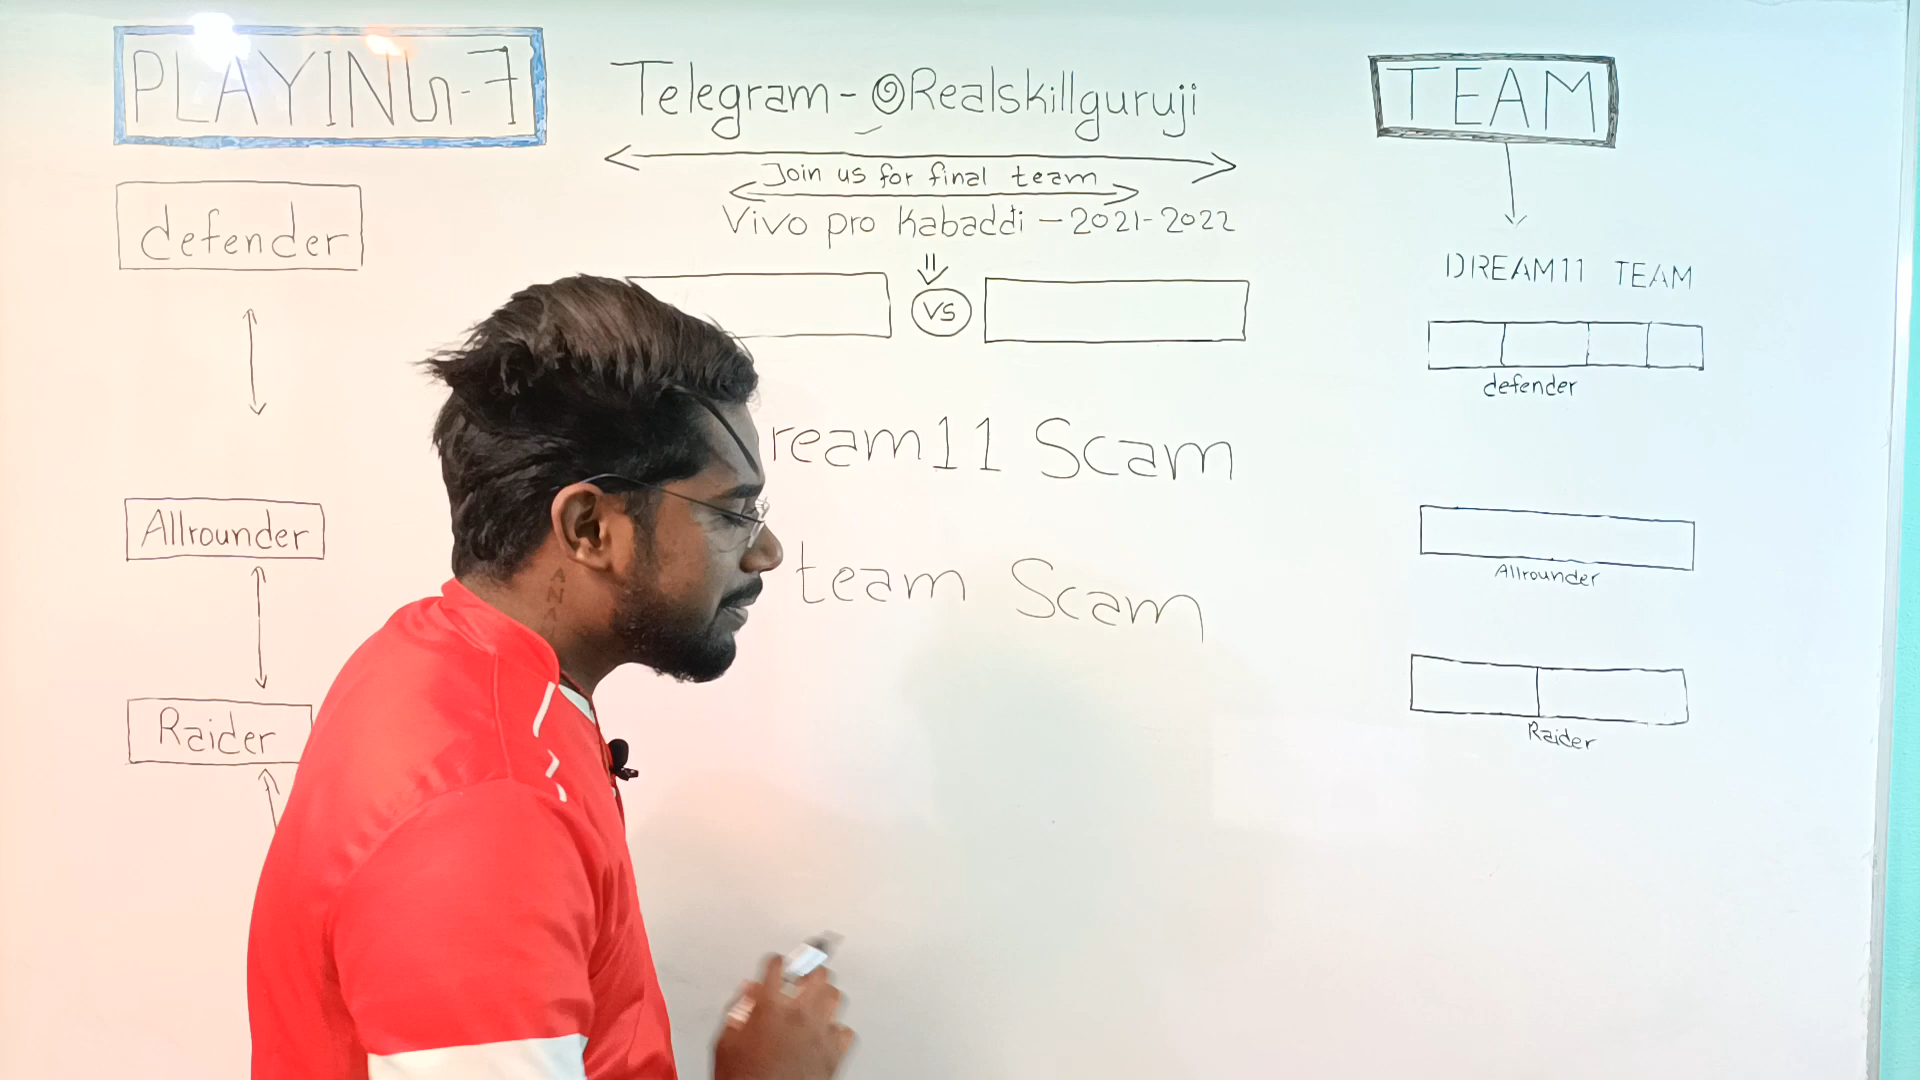 PLAYING-7
Telegram- @Realskillguruji
TEAM
Join us for final team
Vivo pro Kabaddi - 2021-2022
defender
VS
DREAM11 TEAM
defender
ream11 Scam
Allrounder
team Scam
Allrounder
Raider
Raider